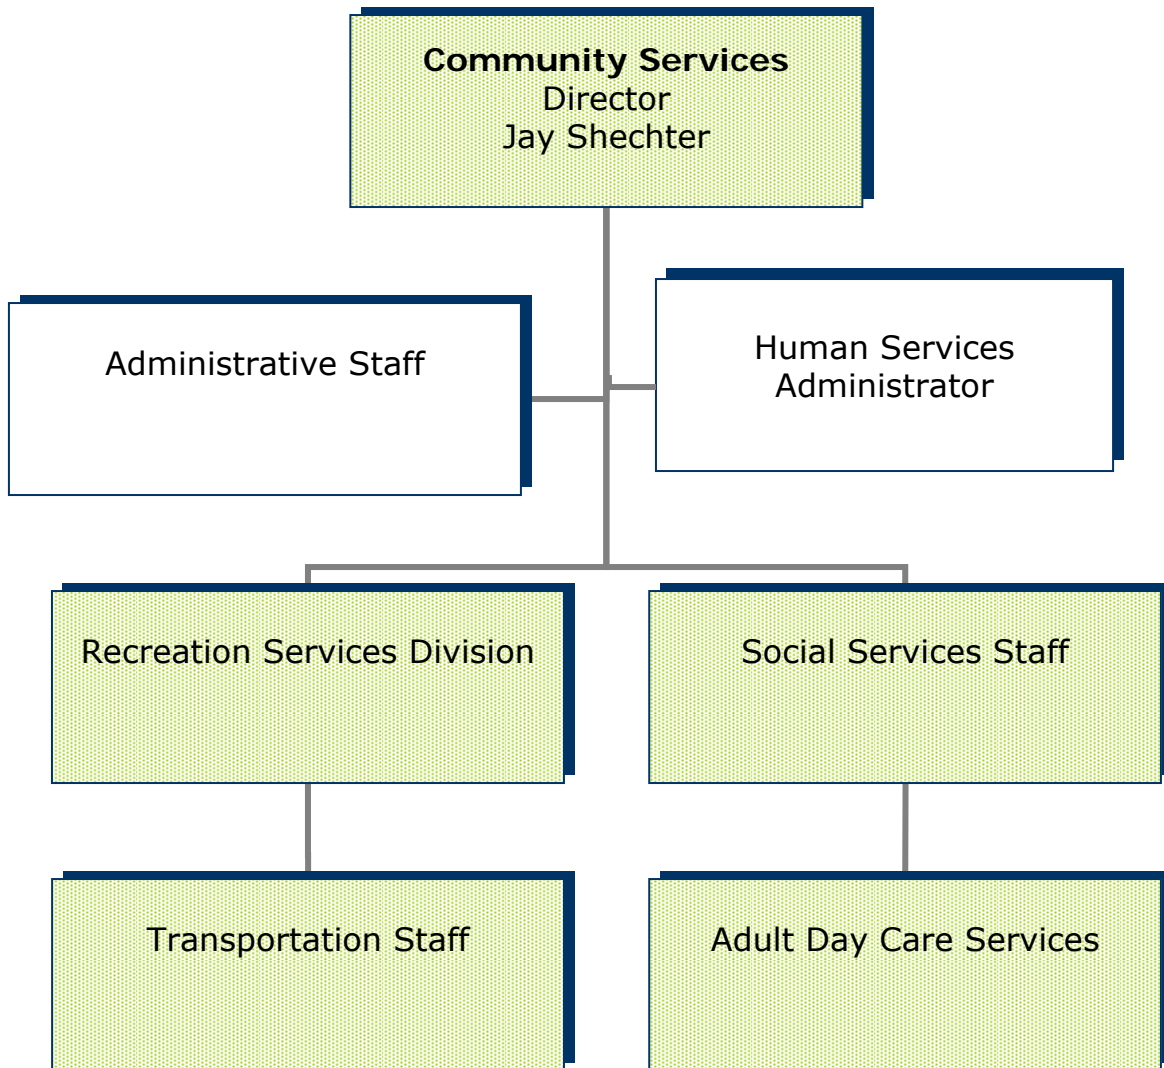 Community Services
Director
Jay Shechter
Administrative Staff
Human Services
Administrator
Recreation Services Division
Social Services Staff
Transportation Staff
Adult Day Care Services